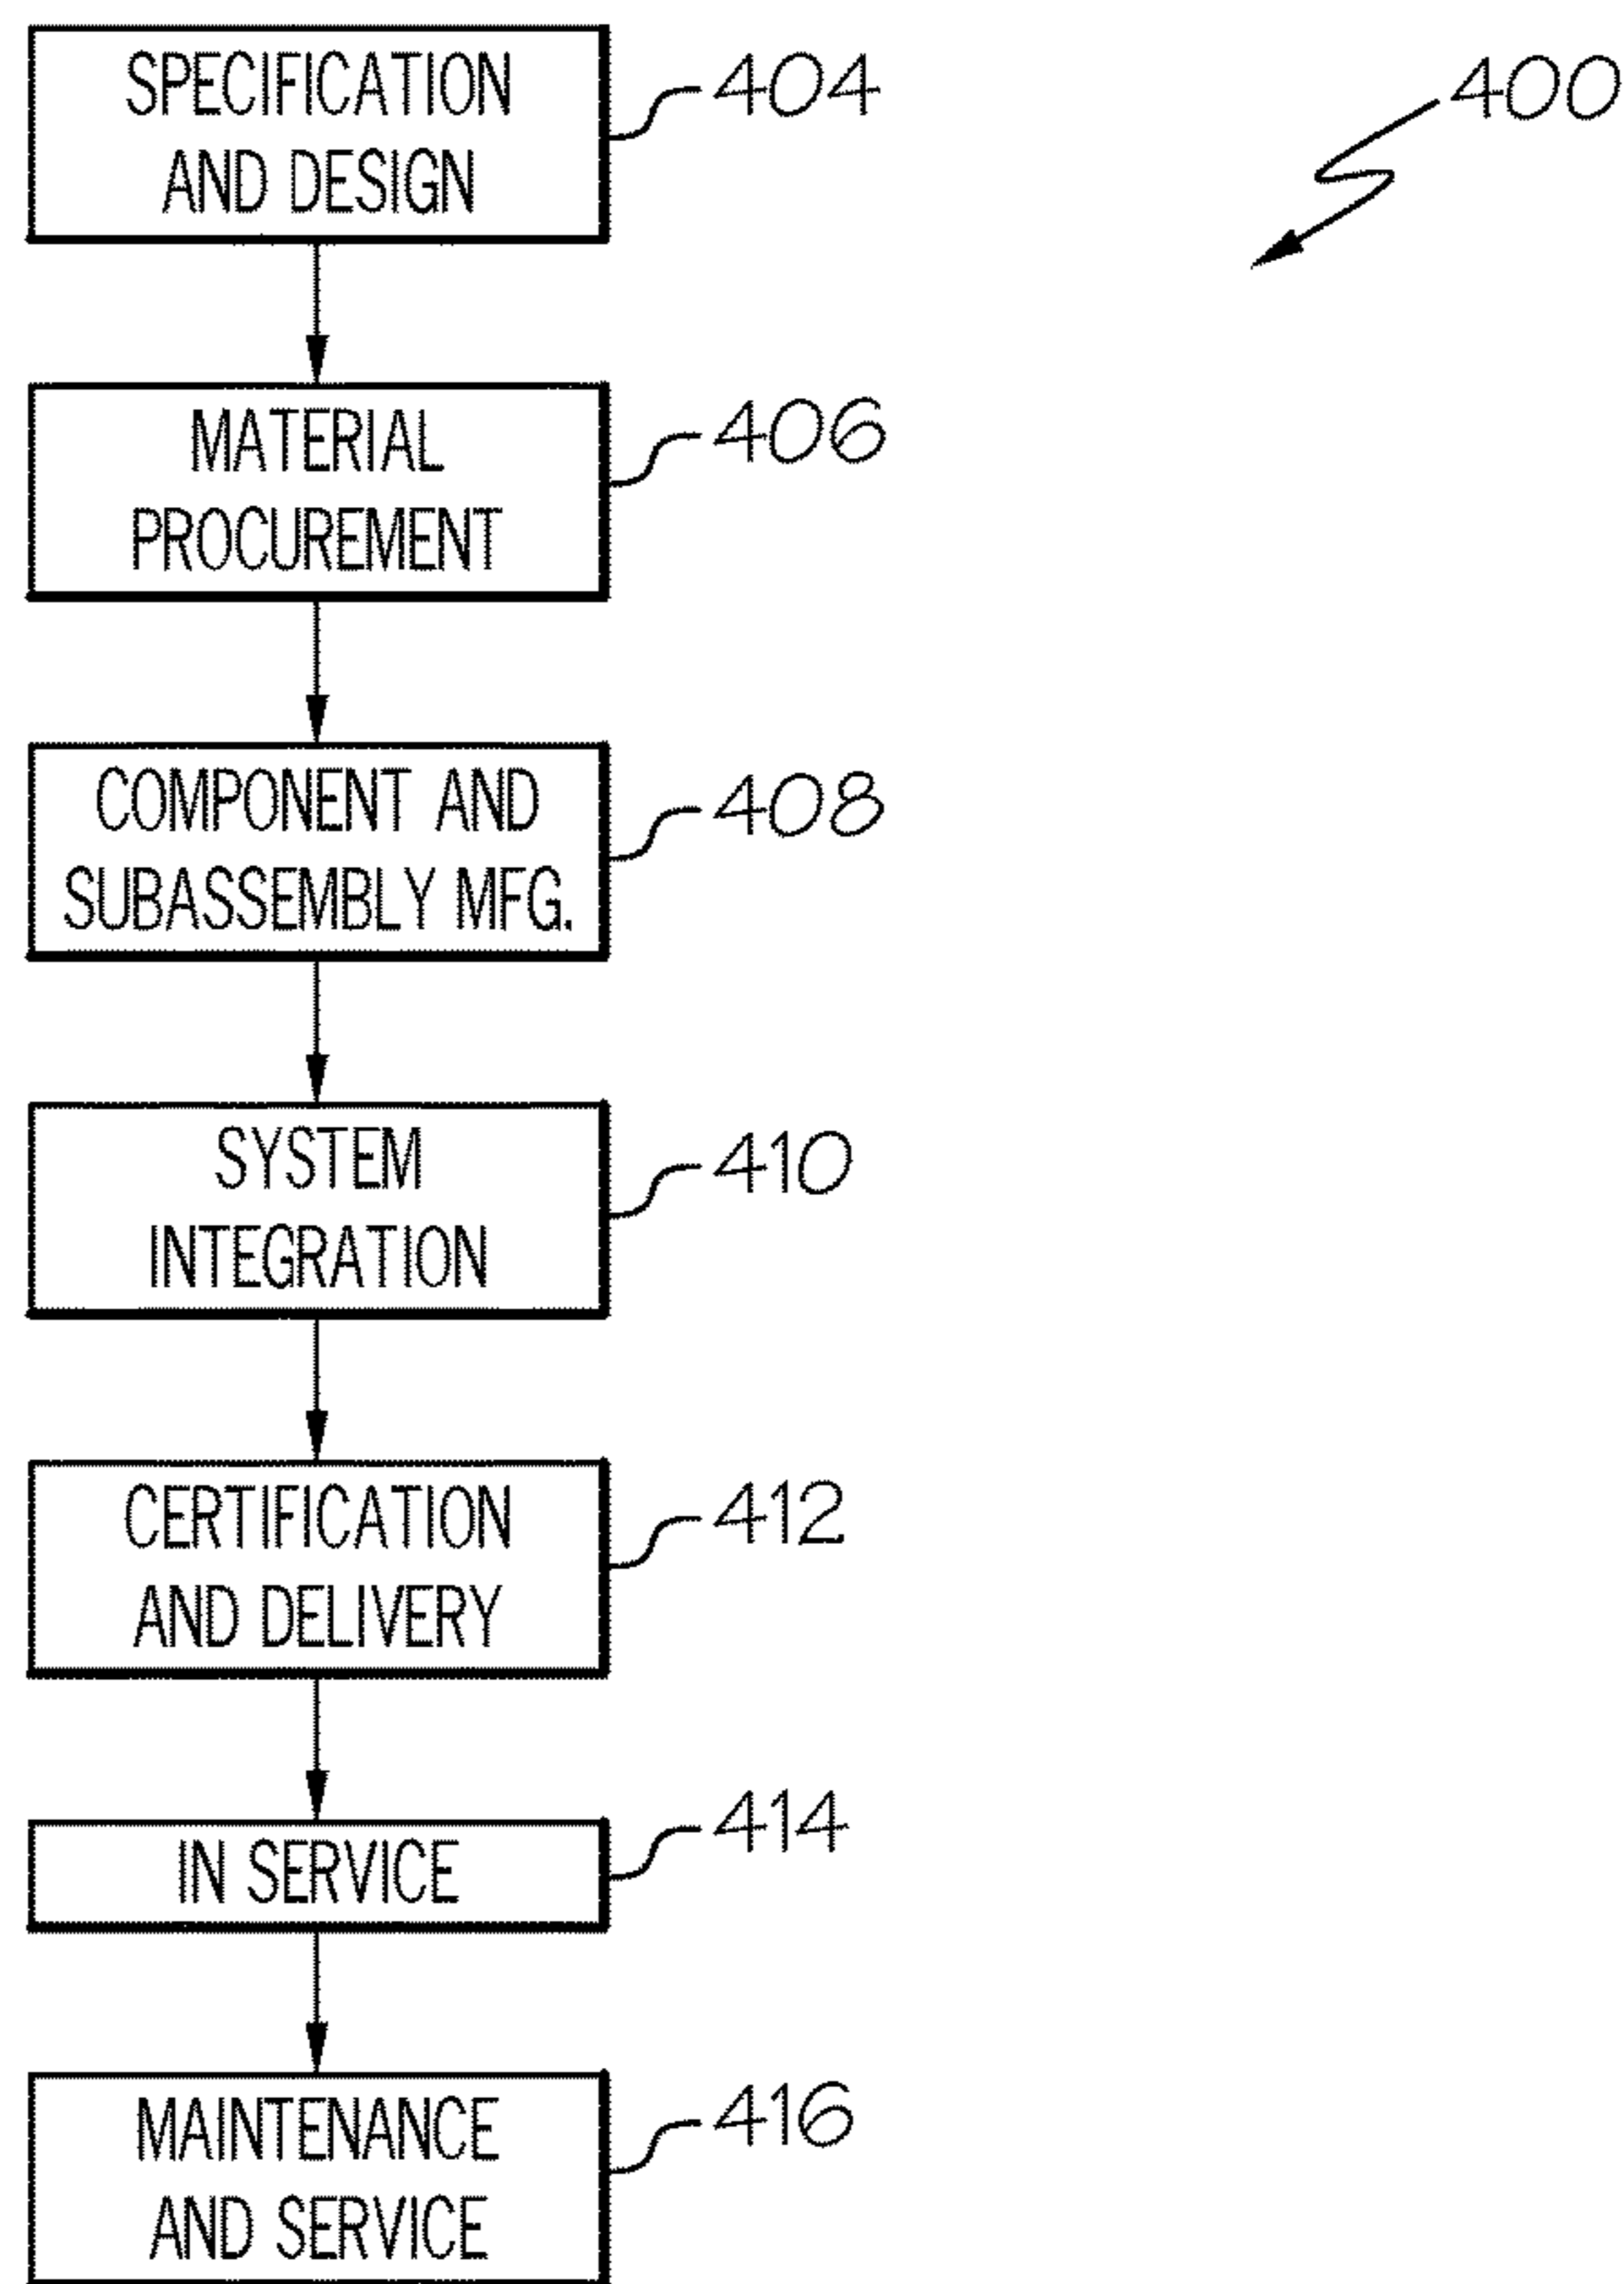 SPECIFICATION
AND DESIGN
404
400
MATERIAL
PROCUREMENT
406
COMPONENT AND
SUBASSEMBLY MFG.
408
SYSTEM
INTEGRATION
410
CERTIFICATION
AND DELIVERY
412
IN SERVICE
414
MAINTENANCE
AND SERVICE
416